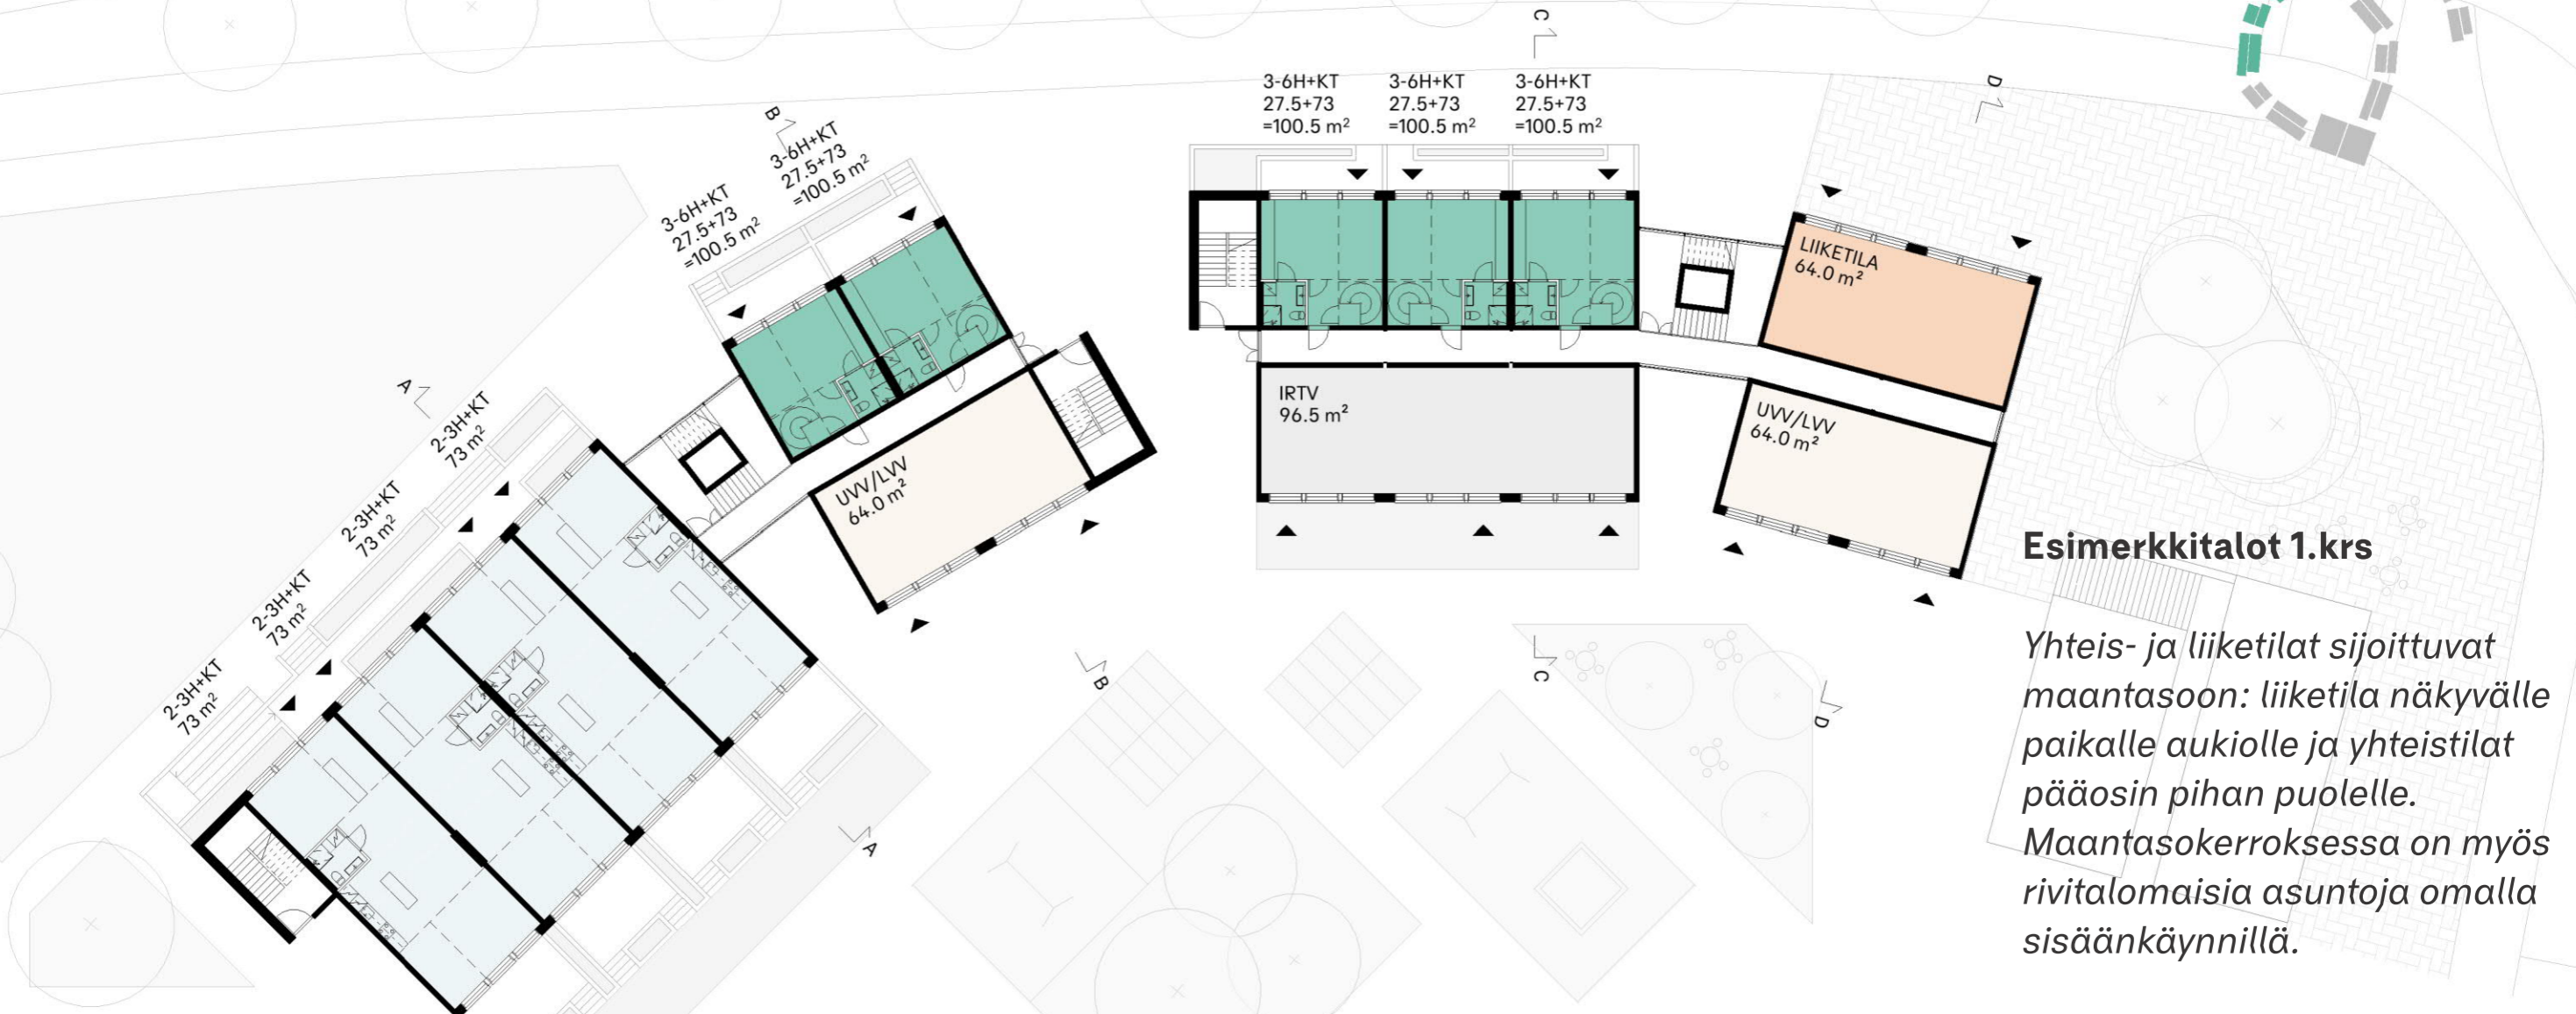 C
3-6H+KT
27.5+73
=100.5 m²
3-6H+KT
27.5+73
=100.5 m²
3-6H+KT
27.5+73
=100.5 m²
D
B
3-6H+KT
27.5+73
=100.5 m²
3-6H+KT
27.5+73
=100.5 m²
LIIKETILA
64.0 m²
A
2-3H+KT
73 m²
2-3H+KT
73 m²
2-3H+KT
73 m²
2-3H+KT
73 m²
IRTV
96.5 m²
UVV/LVV
64.0 m²
UVV/LVV
64.0 m²
B
C
D
A
Esimerkkitalot 1.krs
Yhteis- ja liiketilat sijoittuvat
maantasoon: liiketila näkyvälle
paikalle aukiolle ja yhteistilat
pääosin pihan puolelle.
Maantasokerroksessa on myös
rivitalomaisia asuntoja omalla
sisäänkäynnillä.